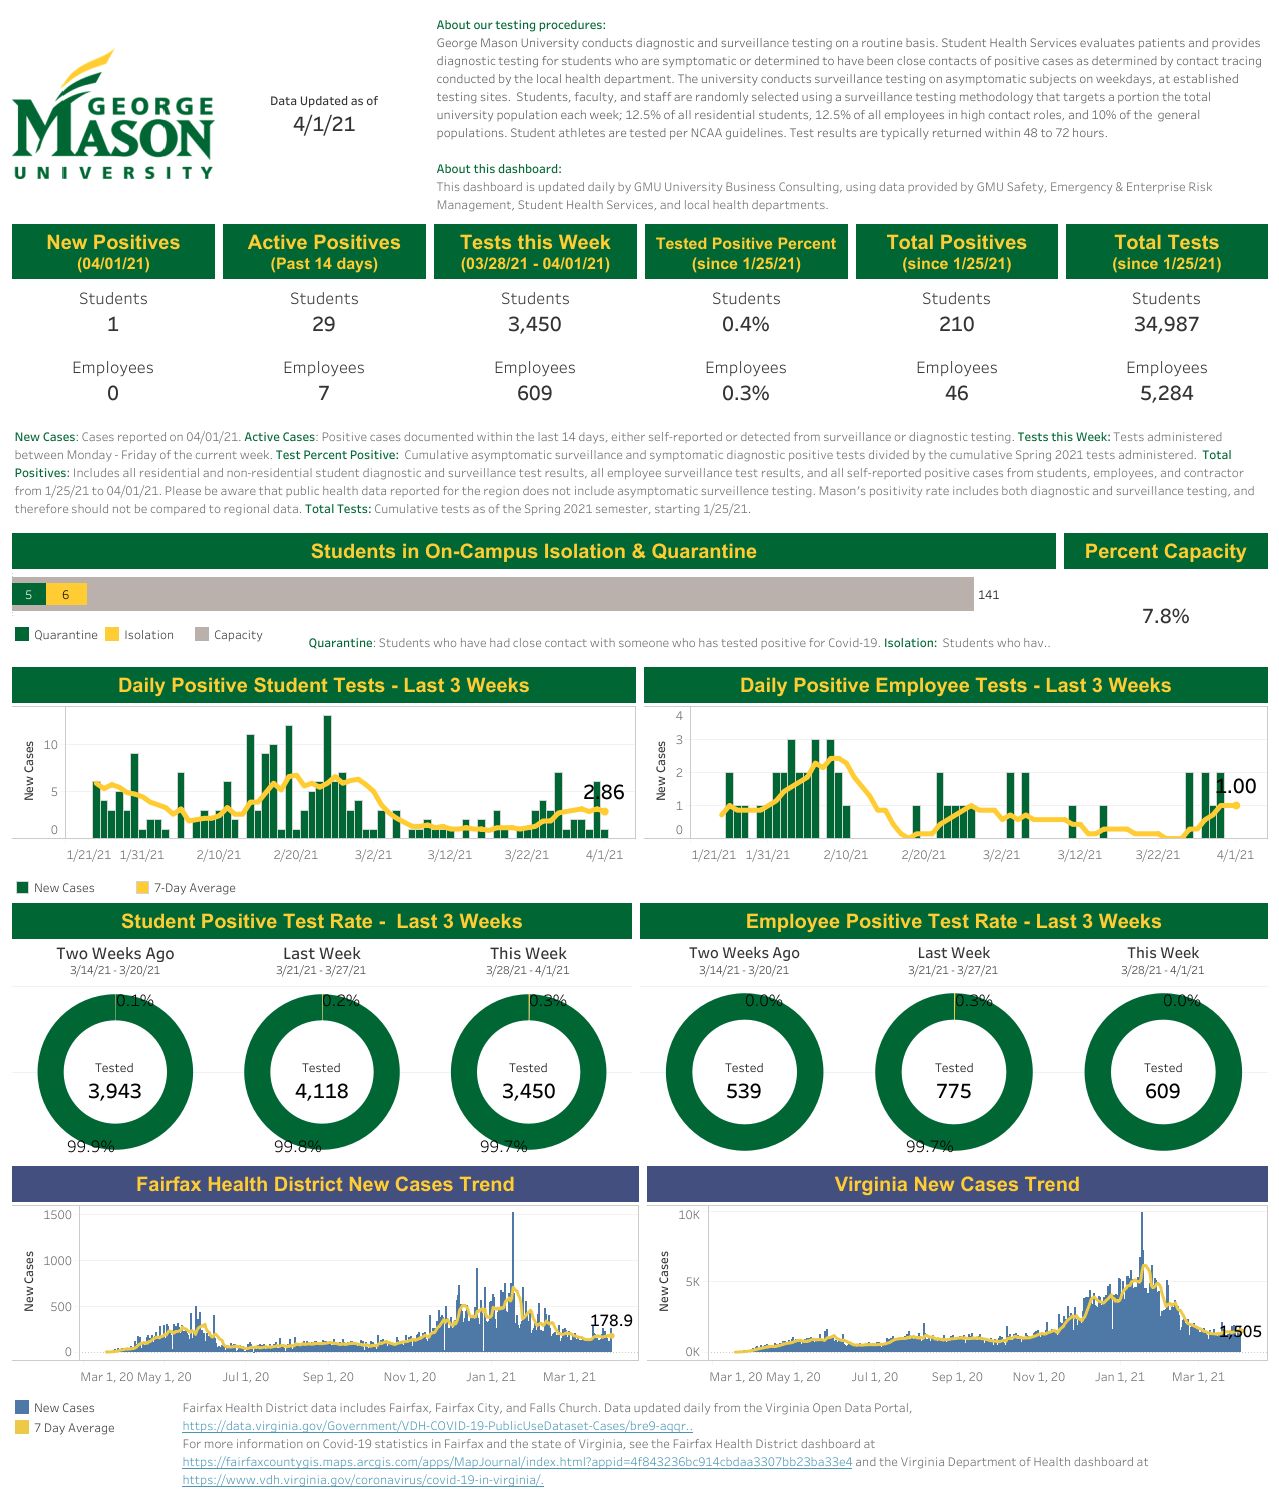 About our testing procedures:
George Mason University conducts diagnostic and surveillance testing on a routine basis. Student Health Services evaluates patients and provides
diagnostic testing for students who are symptomatic or determined to have been close contacts of positive cases as determined by contact tracing
conducted by the local health department. The university conducts surveillance testing on asymptomatic subjects on weekdays, at established
testing sites. Students, faculty, and staff are randomly selected using a surveillance testing methodology that targets a portion the total
university population each week; 12.5% of all residential students, 12.5% of all employees in high contact roles, and 10% of the general
populations. Student athletes are tested per NCAA guidelines. Test results are typically returned within 48 to 72 hours.
GEORGE
MASON
UNIVERSITY
Data Updated as of
4/1/21
About this dashboard:
This dashboard is updated daily by GMU University Business Consulting, using data provided by GMU Safety, Emergency & Enterprise Risk
Management, Student Health Services, and local health departments.
New Positives Active Positives Tests this Week Tested Positive Percent Total Positives Total Tests
(04/01/21) (Past 14 days) (03/28/21 - 04/01/21) (since 1/25/21) (since 1/25/21) (since 1/25/21)
Students Students Students Students Students Students
1 29 3,450 0.4% 210 34,987
Employees Employees Employees Employees Employees Employees
0 7 609 0.3% 46 5,284
New Cases: Cases reported on 04/01/21. Active Cases: Positive cases documented within the last 14 days, either self-reported or detected from surveillance or diagnostic testing. Tests this Week: Tests administered
between Monday - Friday of the current week. Test Percent Positive: Cumulative asymptomatic surveillance and symptomatic diagnostic positive tests divided by the cumulative Spring 2021 tests administered. Total
Positives: Includes all residential and non-residential student diagnostic and surveillance test results, all employee surveillance test results, and all self-reported positive cases from students, employees, and contractor
from 1/25/21 to 04/01/21. Please be aware that public health data reported for the region does not include asymptomatic surveillence testing. Mason's positivity rate includes both diagnostic and surveillance testing, and
therefore should not be compared to regional data. Total Tests: Cumulative tests as of the Spring 2021 semester, starting 1/25/21.
Students in On-Campus Isolation & Quarantine Percent Capacity
5 6 141
7.8%
Quarantine Isolation Capacity
Quarantine: Students who have had close contact with someone who has tested positive for Covid-19. Isolation: Students who hav..
Daily Positive Student Tests - Last 3 Weeks
New Cases
10
5
0
2.86
1/21/21 1/31/21 2/10/21 2/20/21 3/2/21 3/12/21 3/22/21 4/1/21
Daily Positive Employee Tests - Last 3 Weeks
New Cases
4
3
2
1
0
1.00
1/21/21 1/31/21 2/10/21 2/20/21 3/2/21 3/12/21 3/22/21 4/1/21
New Cases 7-Day Average
Student Positive Test Rate - Last 3 Weeks
Two Weeks Ago Last Week This Week
3/14/21 - 3/20/21 3/21/21 - 3/27/21 3/28/21 - 4/1/21
0.1% 0.2% 0.3%
Tested Tested Tested
3,943 4,118 3,450
99.9% 99.8% 99.7%
Employee Positive Test Rate - Last 3 Weeks
Two Weeks Ago Last Week This Week
3/14/21 - 3/20/21 3/21/21 - 3/27/21 3/28/21 - 4/1/21
0.0% 0.3% 0.0%
Tested Tested Tested
539 775 609
99.7%
Fairfax Health District New Cases Trend
New Cases
1500
1000
500
0
178.9
Mar 1, 20 May 1, 20 Jul 1, 20 Sep 1, 20 Nov 1, 20 Jan 1, 21 Mar 1, 21
Virginia New Cases Trend
New Cases
10K
5K
0K
1,505
Mar 1, 20 May 1, 20 Jul 1, 20 Sep 1, 20 Nov 1, 20 Jan 1, 21 Mar 1, 21
New Cases
7 Day Average
Fairfax Health District data includes Fairfax, Fairfax City, and Falls Church. Data updated daily from the Virginia Open Data Portal,
https://data.virginia.gov/Government/VDH-COVID-19-PublicUseDataset-Cases/bre9-aqqr..
For more information on Covid-19 statistics in Fairfax and the state of Virginia, see the Fairfax Health District dashboard at
https://fairfaxcountygis.maps.arcgis.com/apps/MapJournal/index.html?appid=4f843236bc914cbdaa3307bb23ba33e4 and the Virginia Department of Health dashboard at
https://www.vdh.virginia.gov/coronavirus/covid-19-in-virginia/.